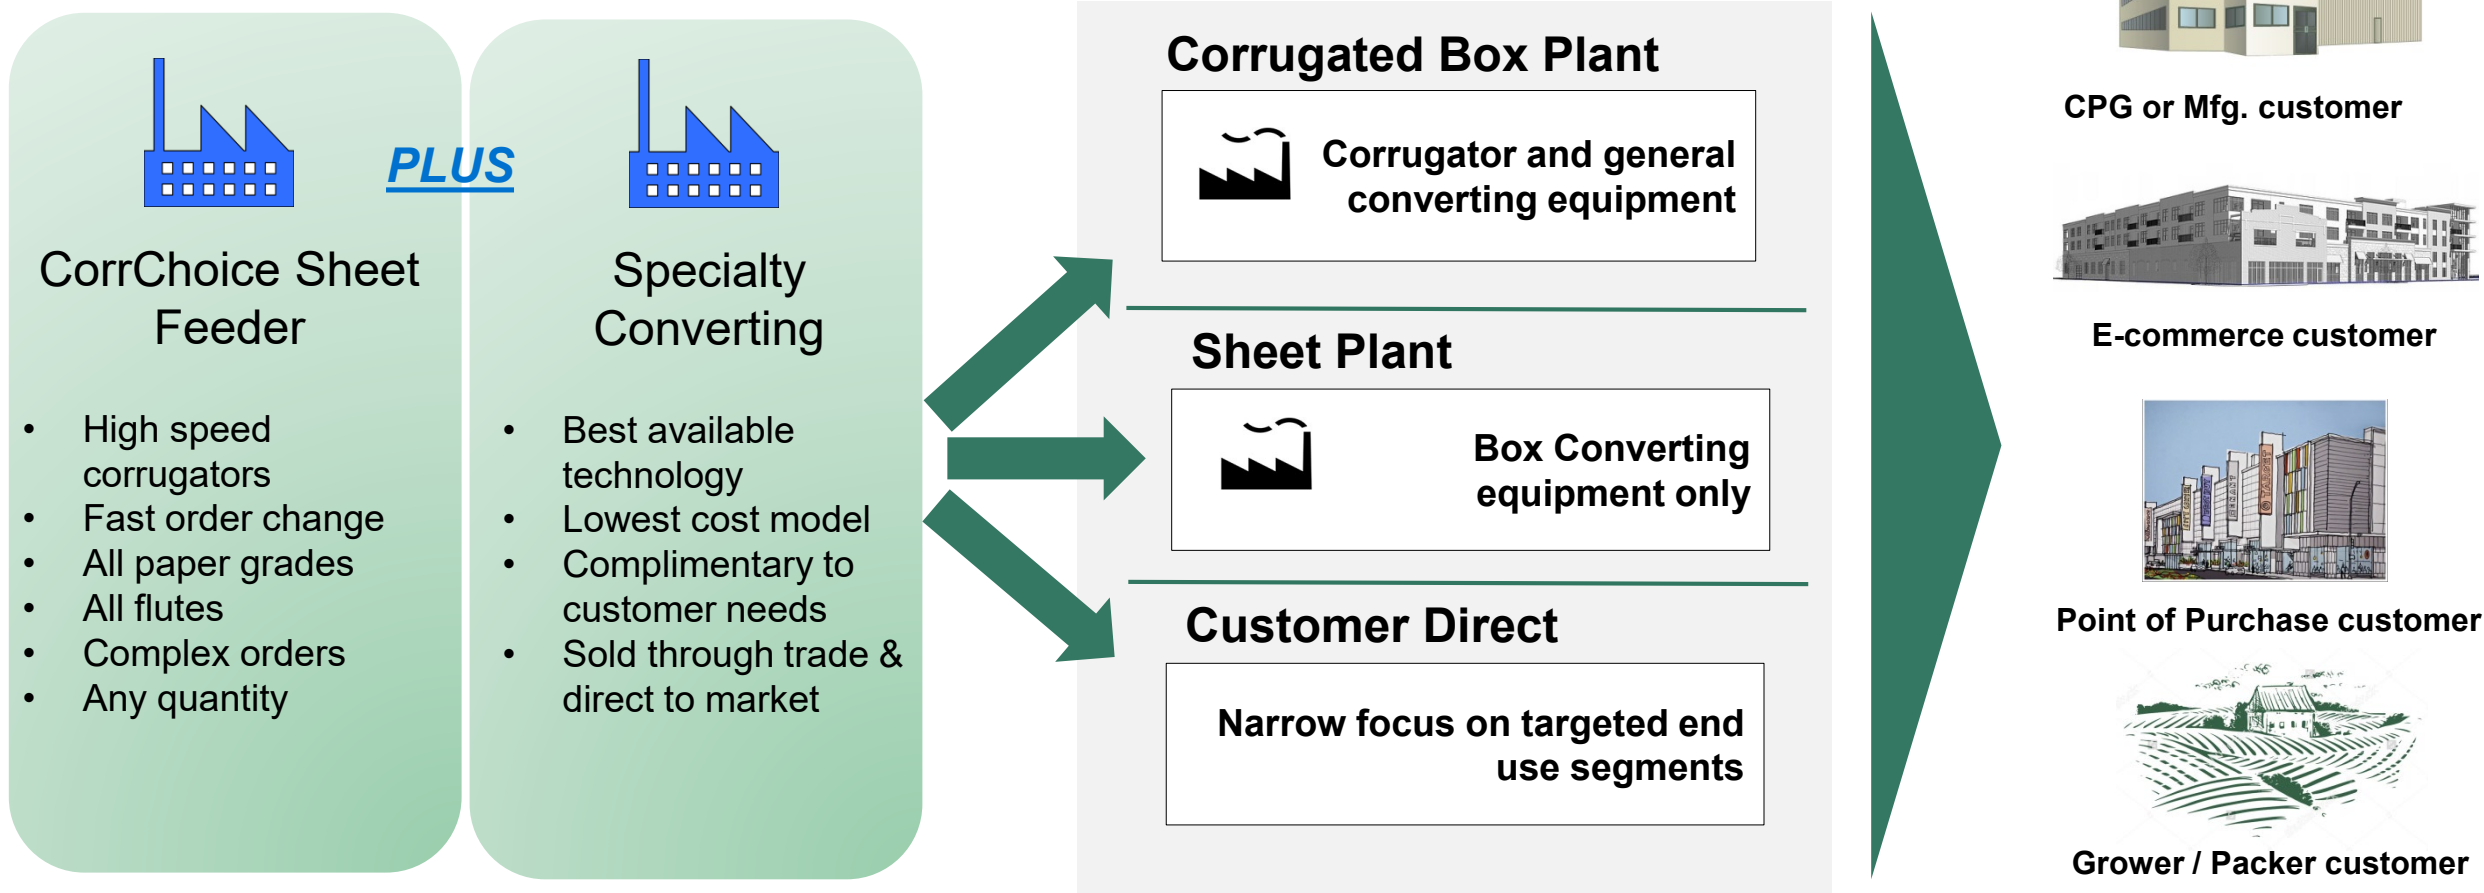 PLUS
CorrChoice Sheet
Feeder
• High speed
corrugators
• Fast order change
• All paper grades
• All flutes
• Complex orders
• Any quantity
Specialty
Converting
• Best available
technology
• Lowest cost model
• Complimentary to
customer needs
• Sold through trade &
direct to market
Corrugated Box Plant
Corrugator and general
converting equipment
Sheet Plant
Box Converting
equipment only
Customer Direct
Narrow focus on targeted end
use segments
CPG or Mfg. customer
E-commerce customer
TARGET
Point of Purchase customer
Grower / Packer customer